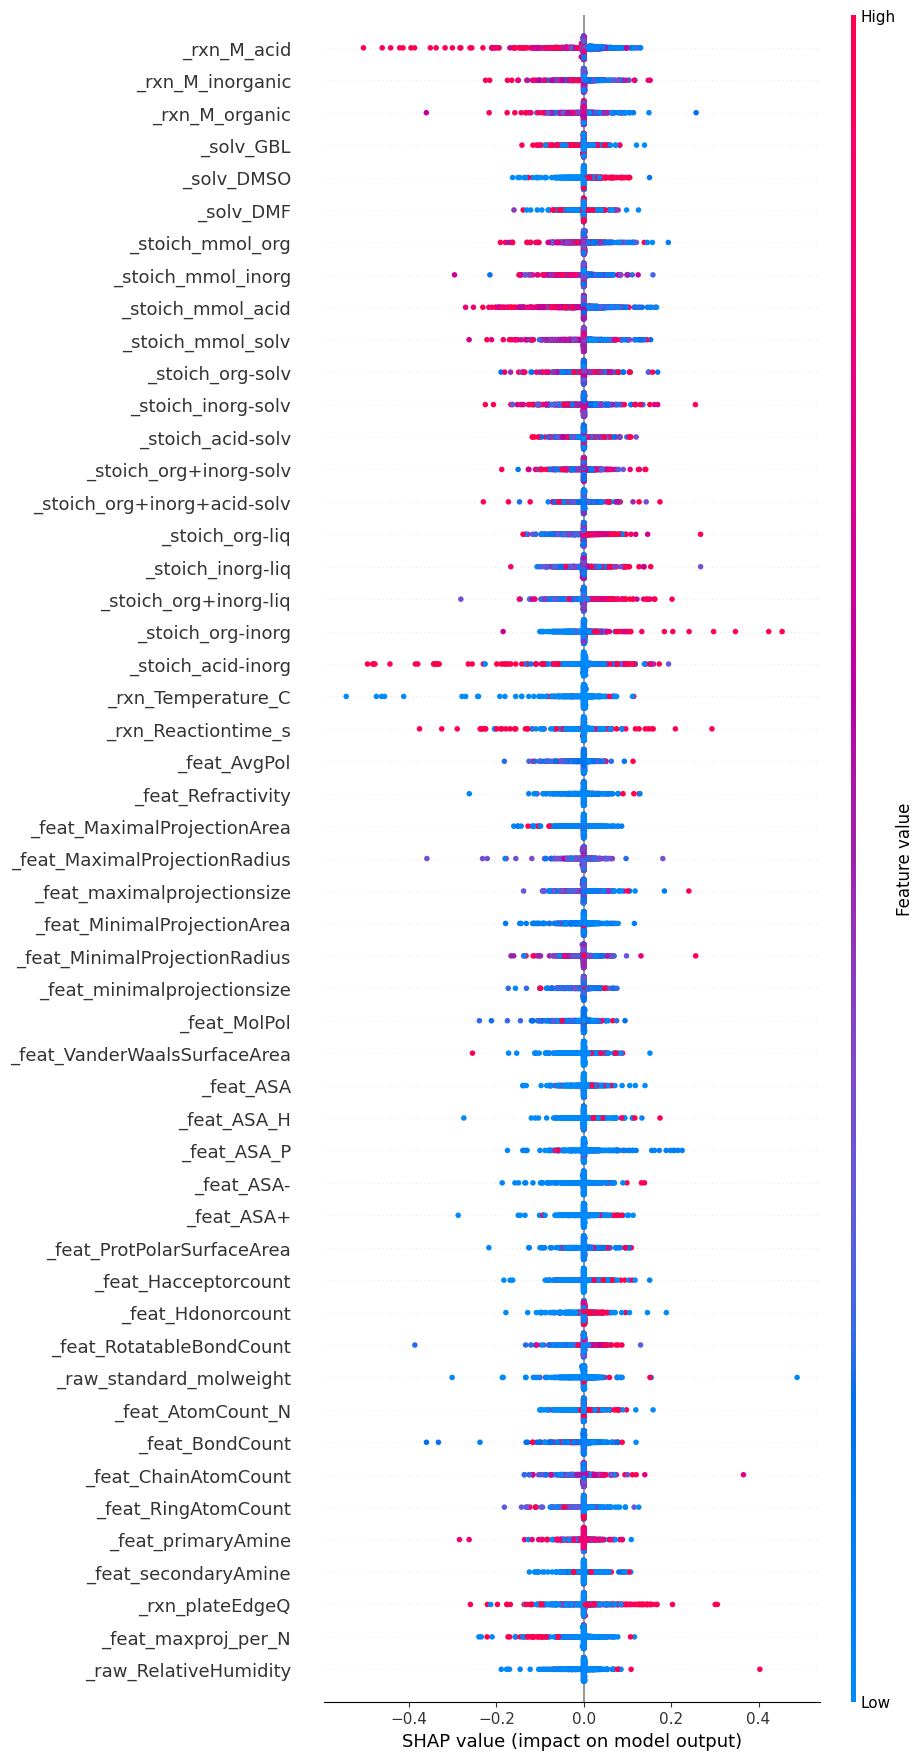 High
_rxn_M_acid
_rxn_M_inorganic
_rxn_M_organic
_solv_GBL
_solv_DMSO
_solv_DMF
_stoich_mmol_org
_stoich_mmol_inorg
_stoich_mmol_acid
_stoich_mmol_solv
_stoich_org-solv
_stoich_inorg-solv
_stoich_acid-solv
_stoich_org+inorg-solv
_stoich_org+inorg+acid-solv
_stoich_org-liq
_stoich_inorg-liq
_stoich_org+inorg-liq
_stoich_org-inorg
_stoich_acid-inorg
_rxn_Temperature_C
_rxn_Reactiontime_s
_feat_AvgPol
_feat_Refractivity
_feat_MaximalProjectionArea
_feat_MaximalProjectionRadius
_feat_maximalprojectionsize
_feat_MinimalProjectionArea
_feat_MinimalProjectionRadius
_feat_minimalprojectionsize
_feat_MolPol
_feat_VanderWaalsSurfaceArea
_feat_ASA
_feat_ASA_H
_feat_ASA_P
_feat_ASA-
_feat_ASA+
_feat_ProtPolarSurfaceArea
_feat_Hacceptorcount
_feat_Hdonorcount
_feat_RotatableBondCount
_raw_standard_molweight
_feat_AtomCount_N
_feat_BondCount
_feat_ChainAtomCount
_feat_RingAtomCount
_feat_primaryAmine
_feat_secondaryAmine
_rxn_plateEdgeQ
_feat_maxproj_per_N
_raw_RelativeHumidity
Feature value
Low
−0.4 −0.2 0.0 0.2 0.4
SHAP value (impact on model output)